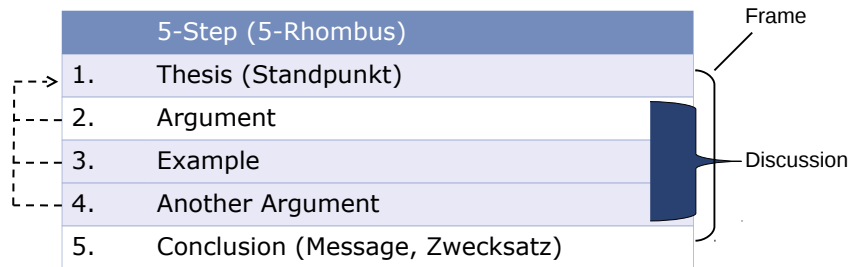 5-Step (5-Rhombus)
Frame
1. Thesis (Standpunkt)
2. Argument
3. Example
Discussion
4. Another Argument
5. Conclusion (Message, Zwecksatz)